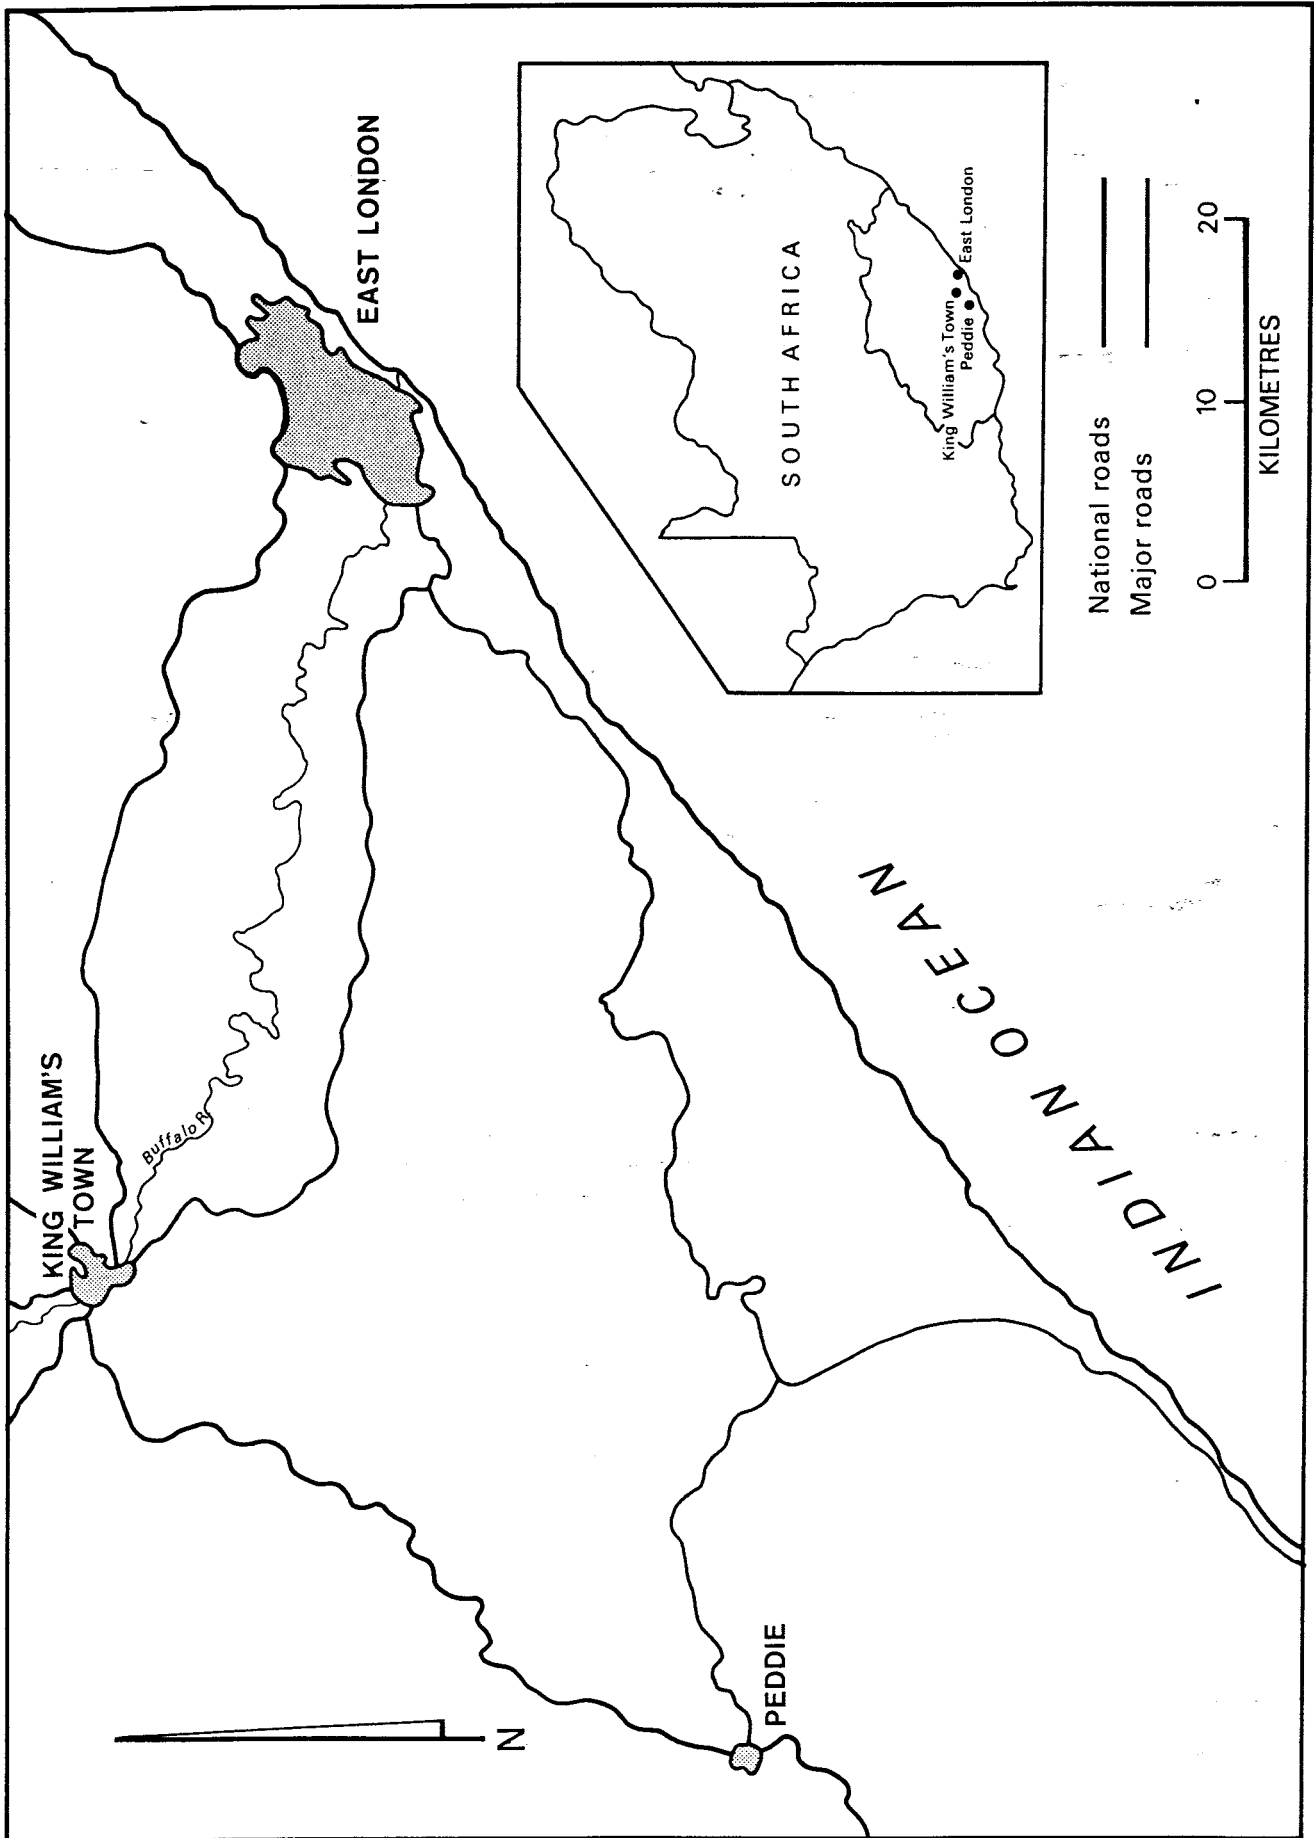 KING WILLIAM'S
TOWN
EAST LONDON
Buffalo R.
PEDDIE
N
INDIAN OCEAN
SOUTH AFRICA
King William's Town
East London
Peddie
National roads
Major roads
0 10 20
KILOMETRES